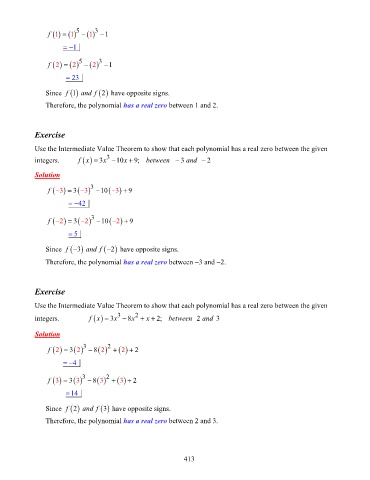 f(1) = (1)⁵ − (1)³ − 1
= −1 |
f(2) = (2)⁵ − (2)³ − 1
= 23 |
Since f(1) and f(2) have opposite signs.
Therefore, the polynomial has a real zero between 1 and 2.
Exercise
Use the Intermediate Value Theorem to show that each polynomial has a real zero between the given
integers. f(x) = 3x³ − 10x + 9; between −3 and −2
Solution
f(−3) = 3(−3)³ − 10(−3) + 9
= −42 |
f(−2) = 3(−2)³ − 10(−2) + 9
= 5 |
Since f(−3) and f(−2) have opposite signs.
Therefore, the polynomial has a real zero between −3 and −2.
Exercise
Use the Intermediate Value Theorem to show that each polynomial has a real zero between the given
integers. f(x) = 3x³ − 8x² + x + 2; between 2 and 3
Solution
f(2) = 3(2)³ − 8(2)² + (2) + 2
= −4 |
f(3) = 3(3)³ − 8(3)² + (3) + 2
= 14 |
Since f(2) and f(3) have opposite signs.
Therefore, the polynomial has a real zero between 2 and 3.
413